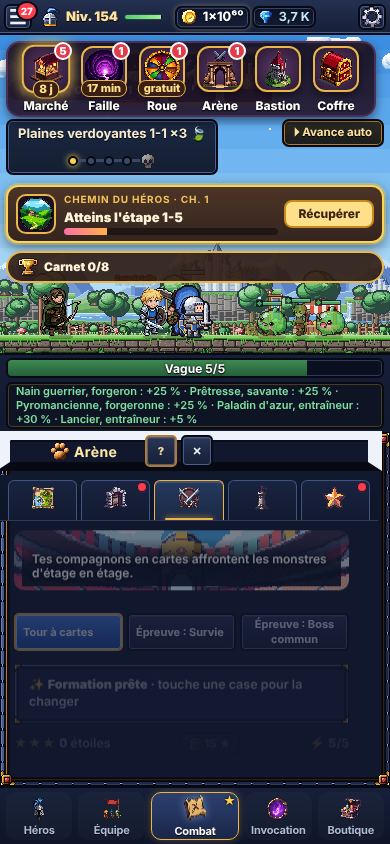 27
Niv. 154
1×10⁶⁰
3,7 K
5
1
1
1
8 j
17 min
gratuit
Marché
Faille
Roue
Arène
Bastion
Coffre
Plaines verdoyantes 1-1 ×3
Avance auto
CHEMIN DU HÉROS · CH. 1
Atteins l'étape 1-5
Récupérer
Carnet 0/8
Vague 5/5
Nain guerrier, forgeron : +25 % · Prêtresse, savante : +25 % ·
Pyromancienne, forgeronne : +25 % · Paladin d'azur, entraîneur :
+30 % · Lancier, entraîneur : +5 %
Arène
?
×
Tes compagnons en cartes affrontent les monstres
d'étage en étage.
Tour à cartes
Épreuve : Survie
Épreuve : Boss
commun
Formation prête · touche une case pour la
changer
★★★ 0 étoiles
15 ★
5/5
Héros
Équipe
Combat
Invocation
Boutique